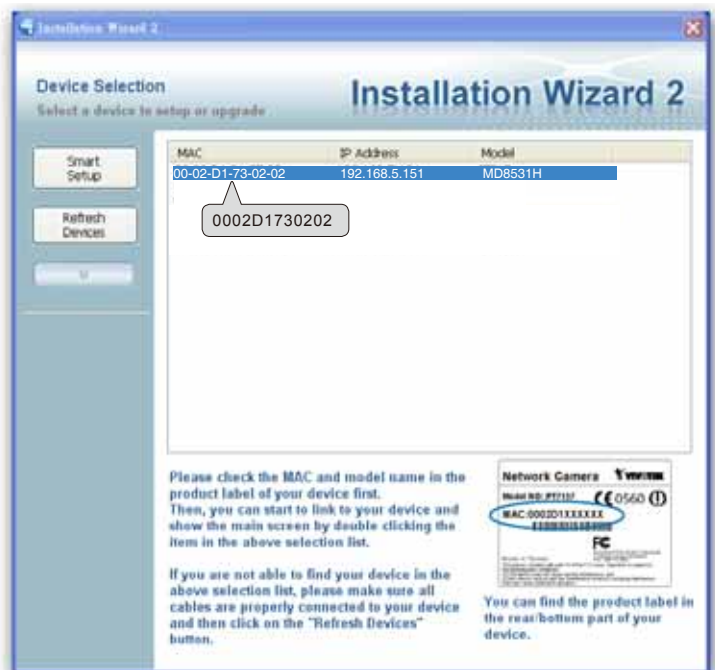 Installation Wizard 2
Device Selection
Select a device to setup or upgrade
Installation Wizard 2
Smart
Setup
Refresh
Devices
MAC IP Address Model
00-02-D1-73-02-02 192.168.5.151 MD8531H
0002D1730202
Please check the MAC and model name in the
product label of your device first.
Then, you can start to link to your device and
show the main screen by double clicking the
item in the above selection list.
If you are not able to find your device in the
above selection list, please make sure all
cables are properly connected to your device
and then click on the "Refresh Devices"
button.
Network Camera
MAC:0002D1XXXXXX
0560
FC
You can find the product label in
the rear/bottom part of your
device.